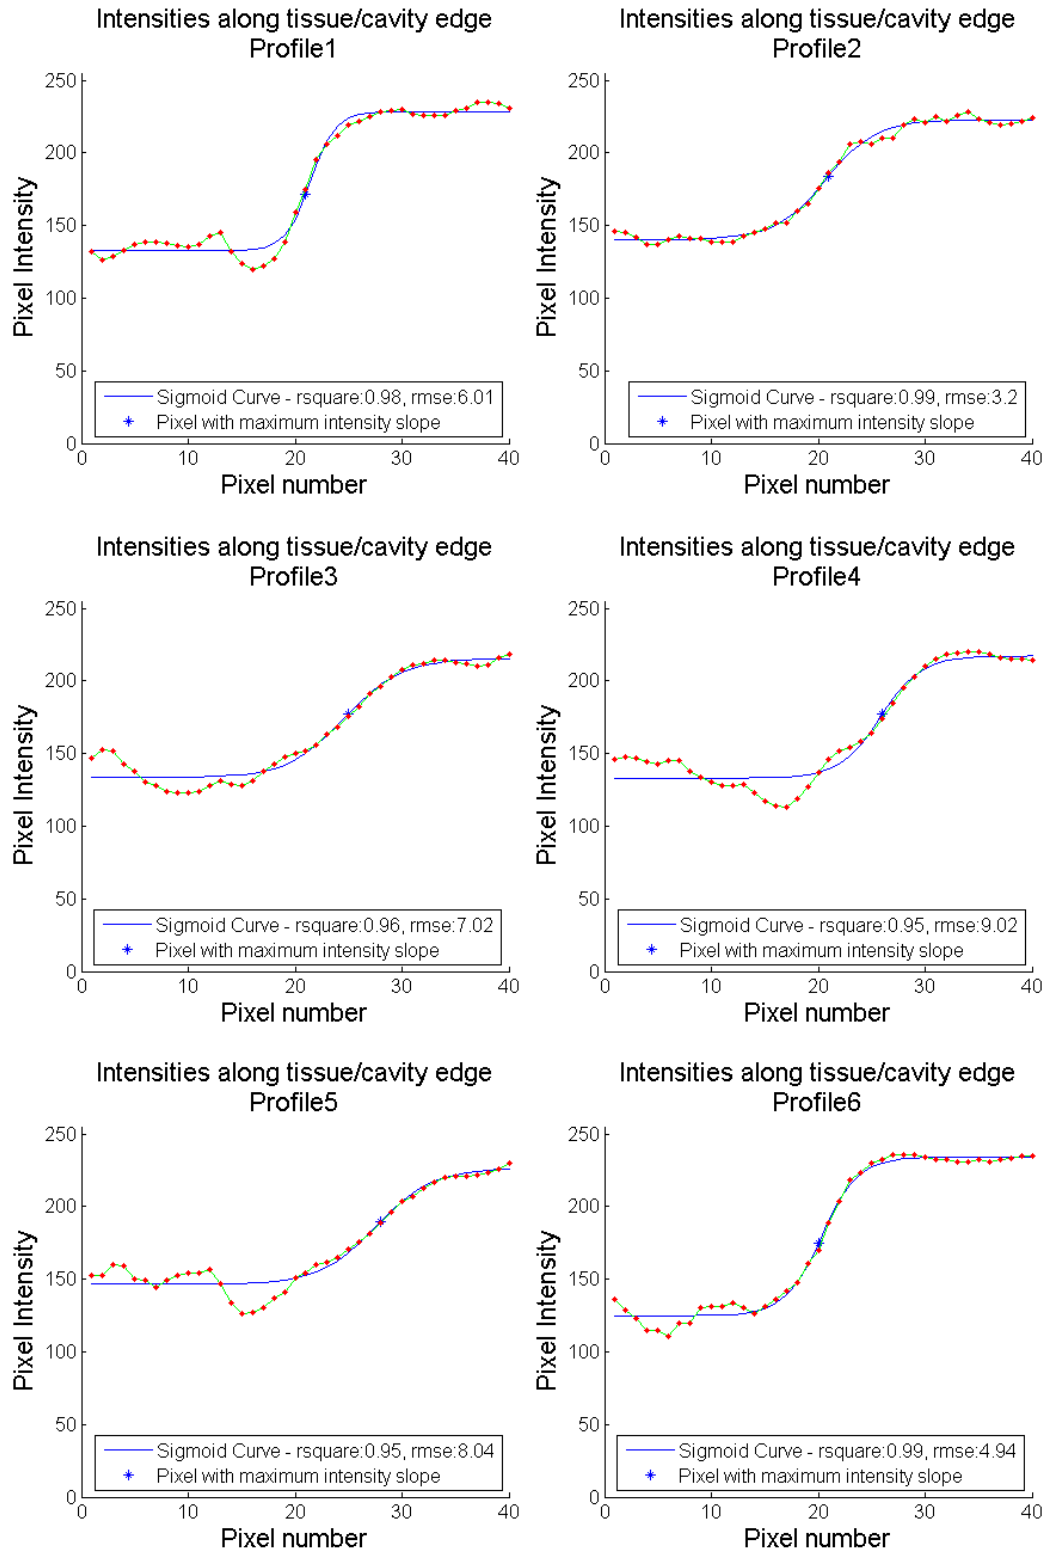 Intensities along tissue/cavity edge
Profile1
250
200
150
100
50
0
Pixel Intensity
Sigmoid Curve - rsquare:0.98, rmse:6.01
Pixel with maximum intensity slope
0 10 20 30 40
Pixel number
Intensities along tissue/cavity edge
Profile2
250
200
150
100
50
0
Pixel Intensity
Sigmoid Curve - rsquare:0.99, rmse:3.2
Pixel with maximum intensity slope
0 10 20 30 40
Pixel number
Intensities along tissue/cavity edge
Profile3
250
200
150
100
50
0
Pixel Intensity
Sigmoid Curve - rsquare:0.96, rmse:7.02
Pixel with maximum intensity slope
0 10 20 30 40
Pixel number
Intensities along tissue/cavity edge
Profile4
250
200
150
100
50
0
Pixel Intensity
Sigmoid Curve - rsquare:0.95, rmse:9.02
Pixel with maximum intensity slope
0 10 20 30 40
Pixel number
Intensities along tissue/cavity edge
Profile5
250
200
150
100
50
0
Pixel Intensity
Sigmoid Curve - rsquare:0.95, rmse:8.04
Pixel with maximum intensity slope
0 10 20 30 40
Pixel number
Intensities along tissue/cavity edge
Profile6
250
200
150
100
50
0
Pixel Intensity
Sigmoid Curve - rsquare:0.99, rmse:4.94
Pixel with maximum intensity slope
0 10 20 30 40
Pixel number